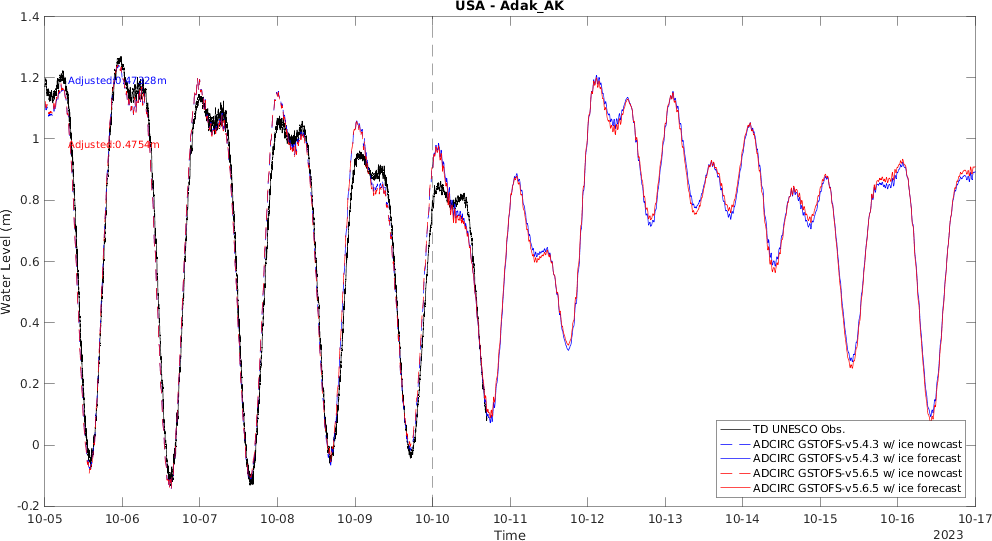 USA - Adak_AK
1.4
1.2
1
0.8
0.6
0.4
0.2
0
-0.2
Water Level (m)
Adjusted:0.47228m
Adjusted:0.4754m
TD UNESCO Obs.
ADCIRC GSTOFS-v5.4.3 w/ ice nowcast
ADCIRC GSTOFS-v5.4.3 w/ ice forecast
ADCIRC GSTOFS-v5.6.5 w/ ice nowcast
ADCIRC GSTOFS-v5.6.5 w/ ice forecast
10-05 10-06 10-07 10-08 10-09 10-10 10-11 10-12 10-13 10-14 10-15 10-16 10-17
Time
2023